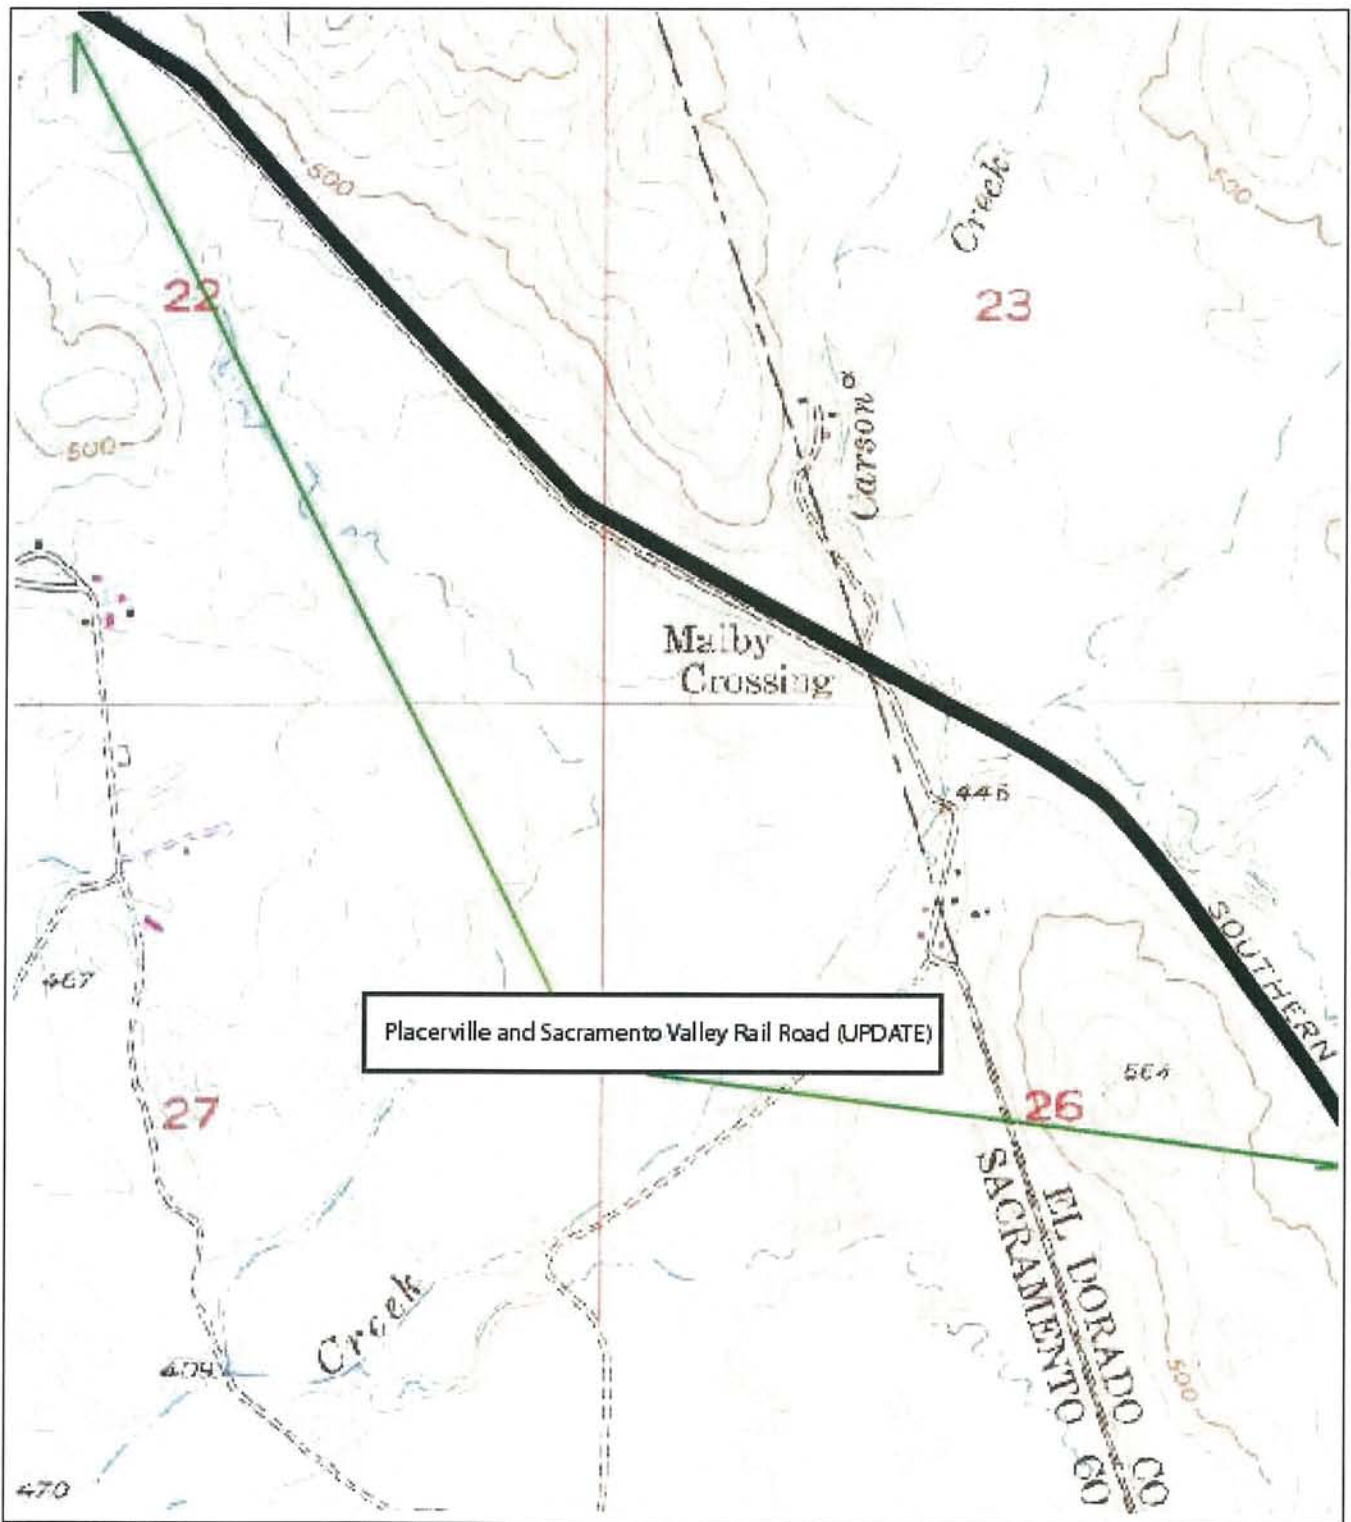 500
Creek
500
22
23
Carson
500
Malby
Crossing
446
SOUTHERN
467
Placerville and Sacramento Valley Rail Road (UPDATE)
564
27
26
EL DORADO CO
SACRAMENTO CO
Creek
500
409
470